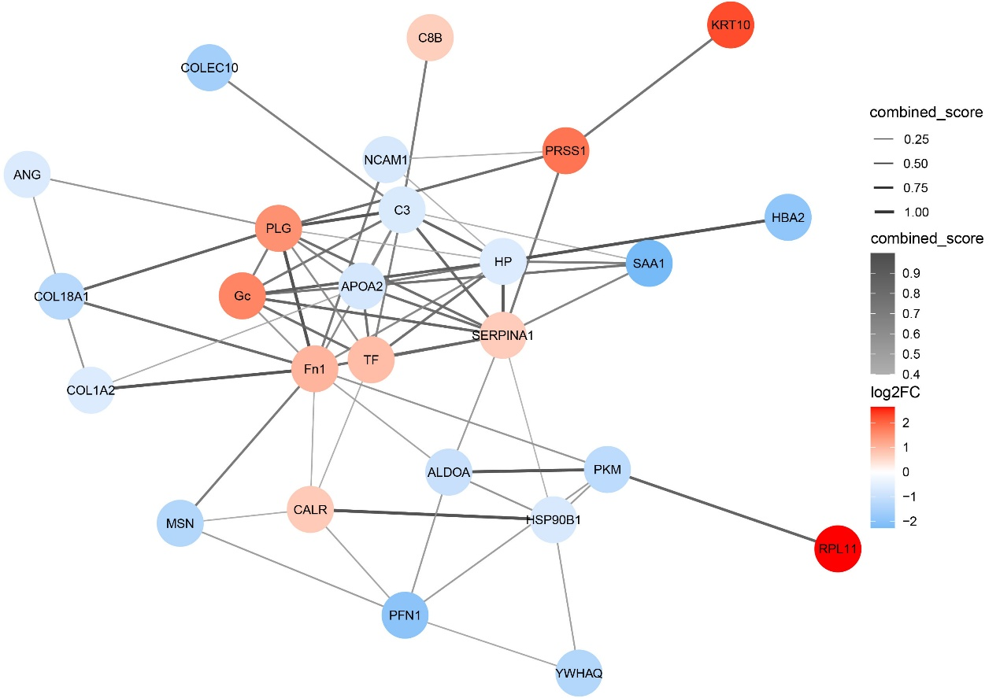 KRT10
C8B
COLEC10
PRSS1
NCAM1
ANG
C3
HBA2
PLG
HP
SAA1
APOA2
Gc
COL18A1
SERPINA1
TF
Fn1
COL1A2
ALDOA
PKM
CALR
HSP90B1
MSN
RPL11
PFN1
YWHAQ
combined_score
0.25
0.50
0.75
1.00
combined_score
0.9
0.8
0.7
0.6
0.5
0.4
log2FC
2
1
0
−1
−2